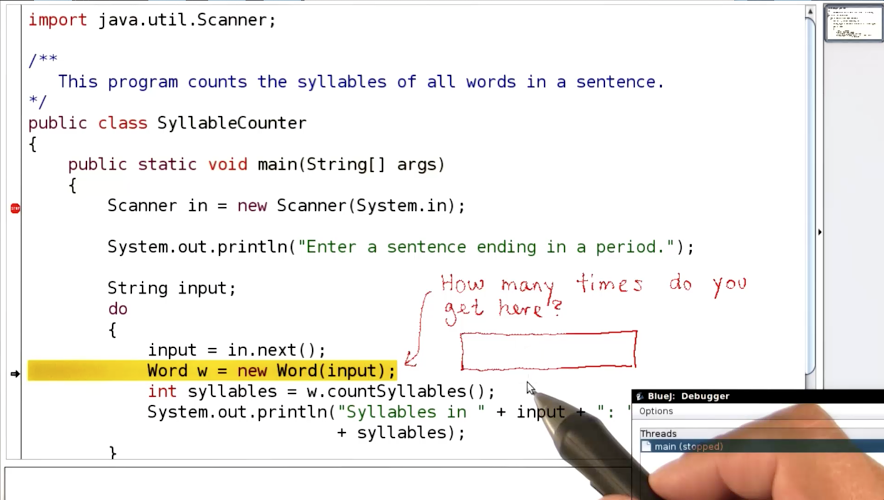 import java.util.Scanner;
/**
This program counts the syllables of all words in a sentence.
*/
public class SyllableCounter
{
public static void main(String[] args)
{
Scanner in = new Scanner(System.in);
System.out.println("Enter a sentence ending in a period.");
String input;
How many times do you
do
get here?
{
input = in.next();
Word w = new Word(input);
int syllables = w.countSyllables();
BlueJ: Debugger
System.out.println("Syllables in " + input + ": "
Options
+ syllables);
Threads
main (stopped)
}